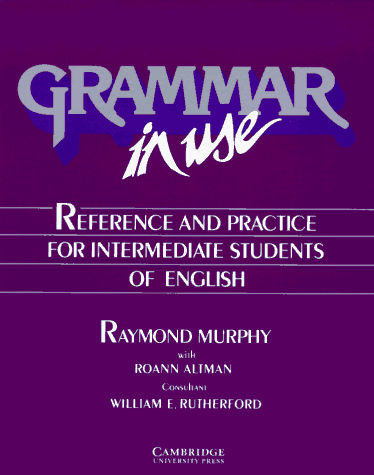 GRAMMAR
in use
REFERENCE AND PRACTICE
FOR INTERMEDIATE STUDENTS
OF ENGLISH
RAYMOND MURPHY
with
ROANN ALTMAN
Consultant
WILLIAM E. RUTHERFORD
CAMBRIDGE
UNIVERSITY PRESS